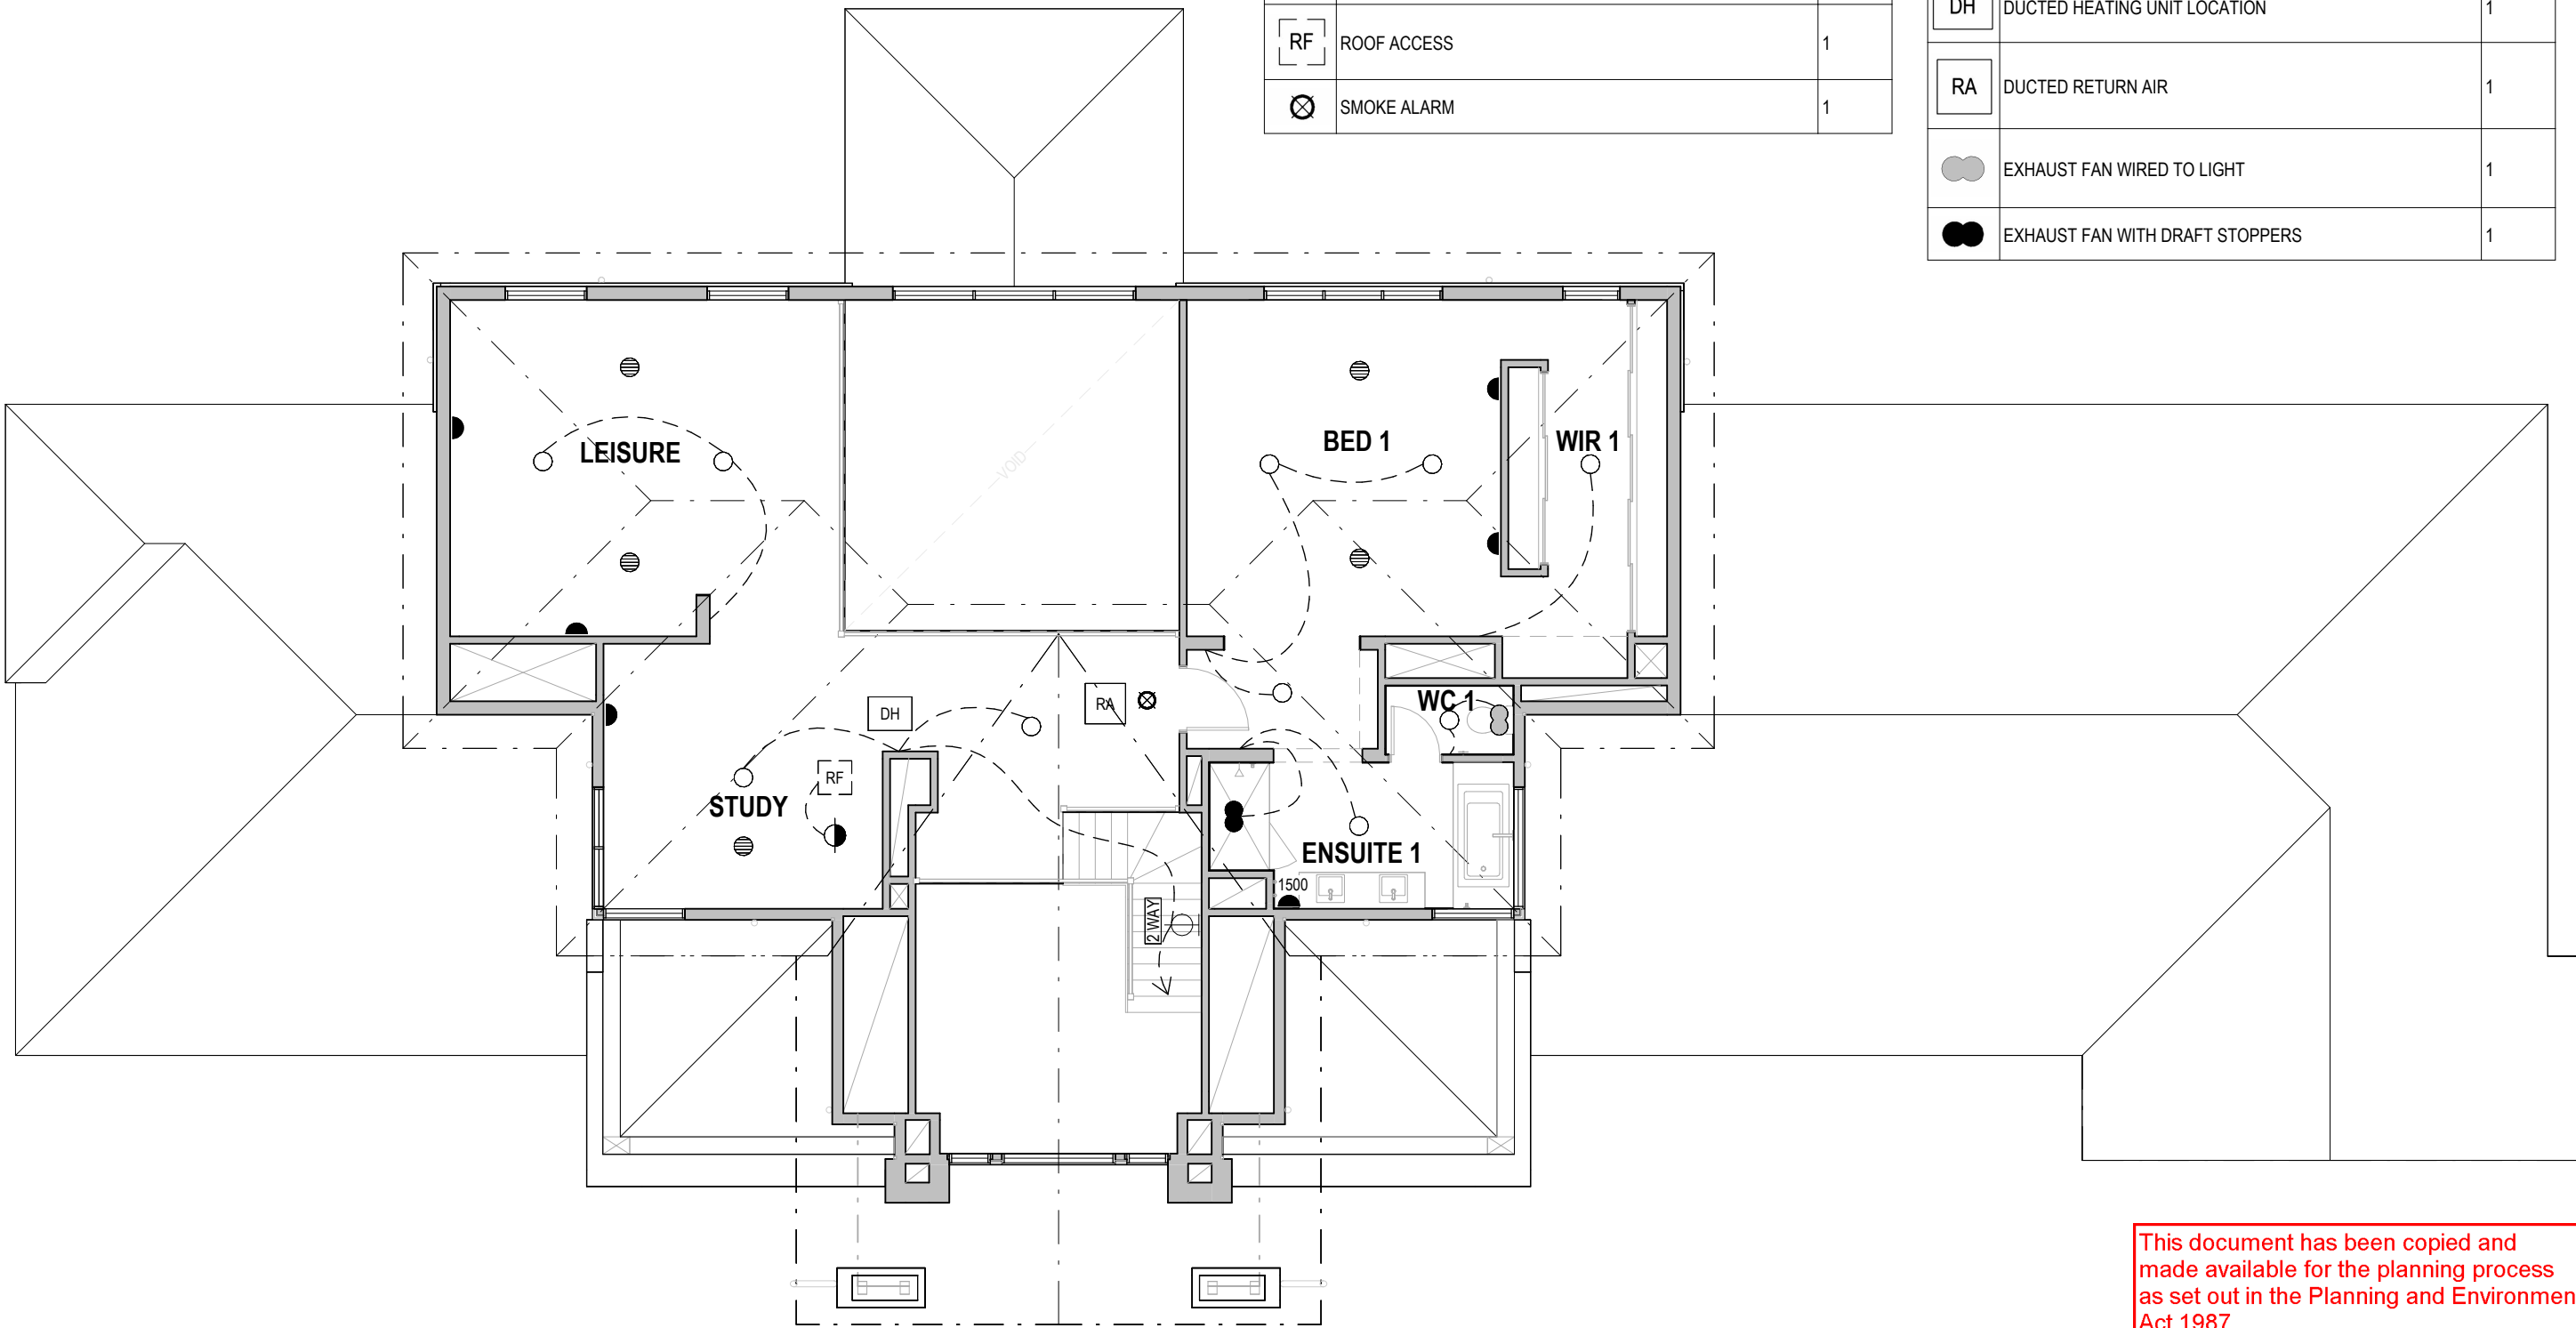 RF ROOF ACCESS 1
SMOKE ALARM 1
DH DUCTED HEATING UNIT LOCATION 1
RA DUCTED RETURN AIR 1
EXHAUST FAN WIRED TO LIGHT 1
EXHAUST FAN WITH DRAFT STOPPERS 1
LEISURE
VOID
BED 1
WIR 1
DH
RA
WC 1
RF
STUDY
ENSUITE 1
1500
2 WAY
This document has been copied and
made available for the planning process
as set out in the Planning and Environmen
Act 1987